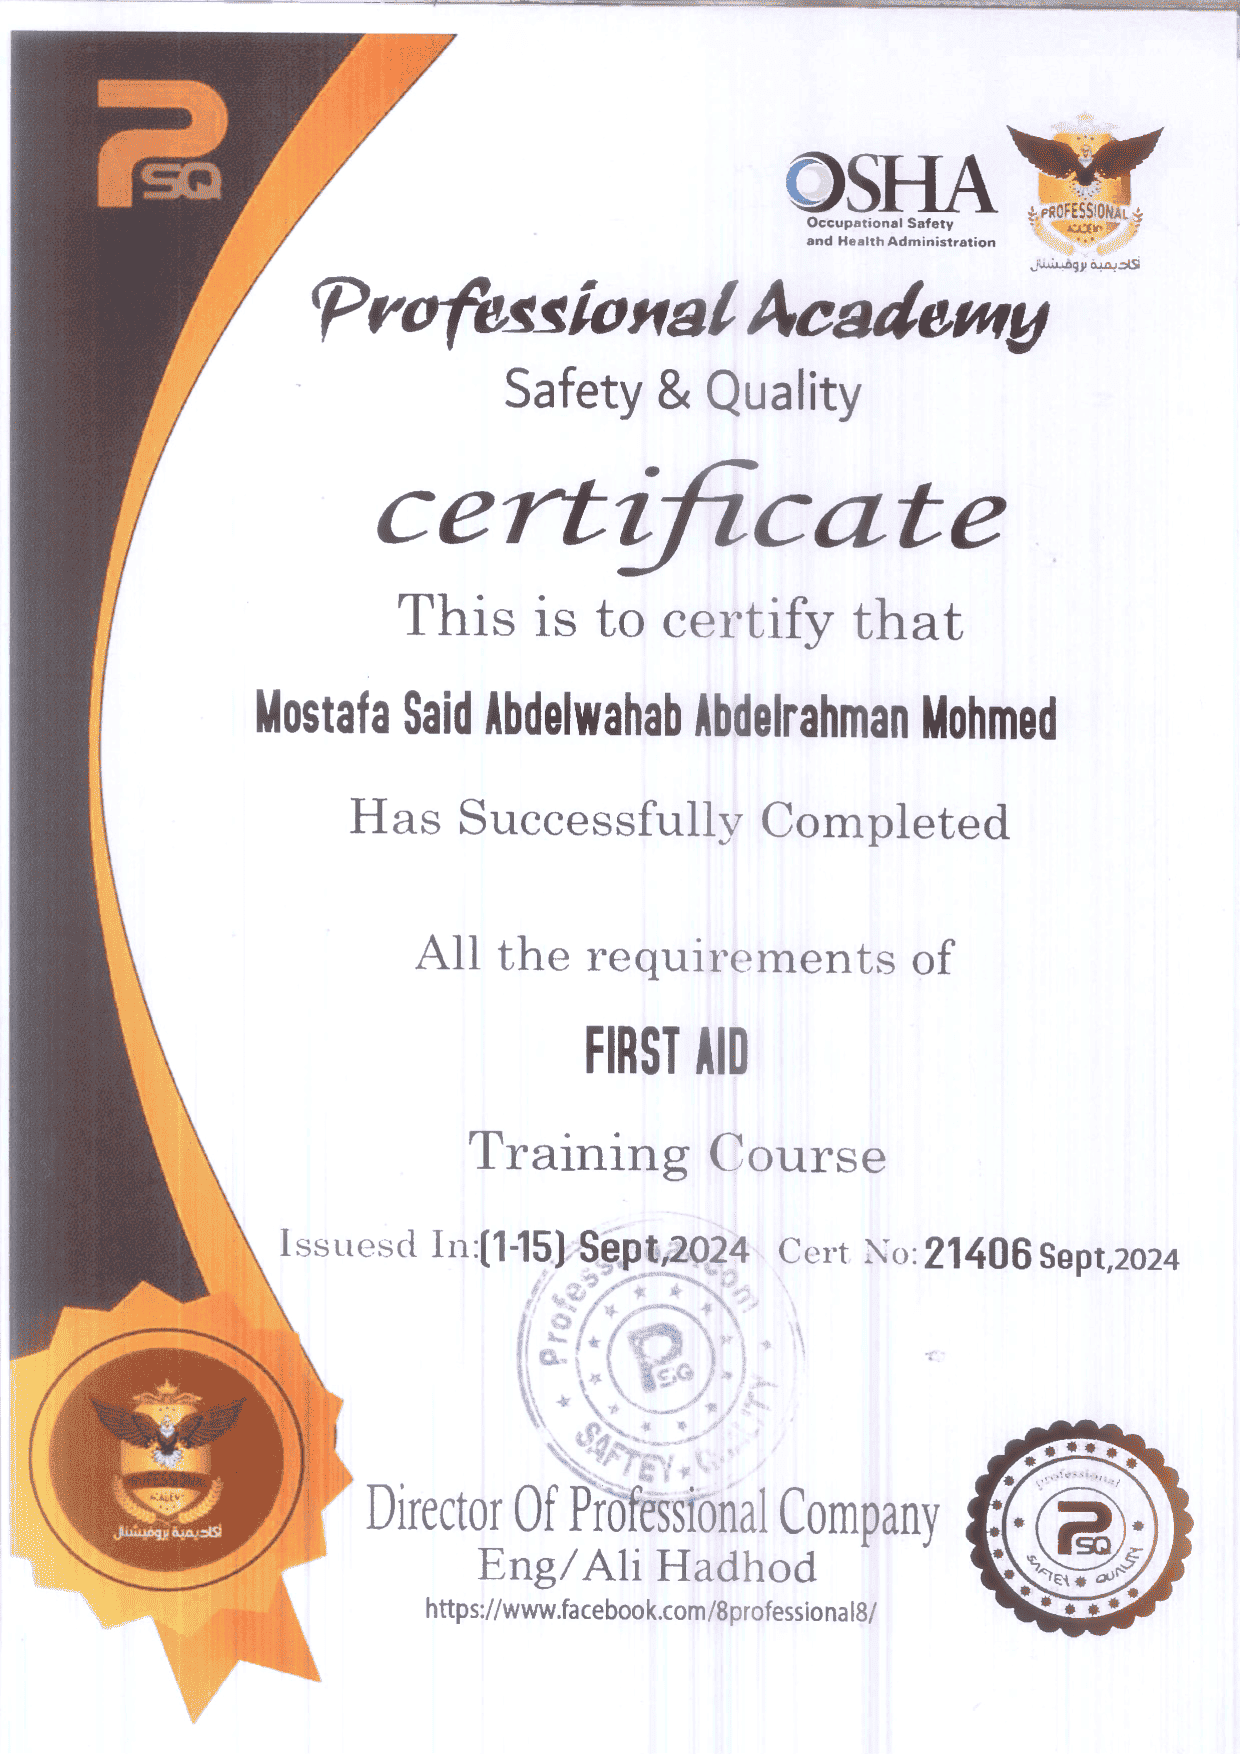 PSQ
OSHA
Occupational Safety
and Health Administration
PROFESSIONAL
ACADEMY
أكاديمية بروفيشنال
Professional Academy
Safety & Quality
certificate
This is to certify that
Mostafa Said Abdelwahab Abdelrahman Mohmed
Has Successfully Completed
All the requirements of
FIRST AID
Training Course
Issuesd In:(1-15) Sept,2024 Cert No: 21406 Sept,2024
PSQ
SAFTEY
PROFESSIONAL
ACADEMY
أكاديمية بروفيشنال
Director Of Professional Company
Eng/Ali Hadhod
https://www.facebook.com/8professional8/
professional
PSQ
SAFTEY QUALITY